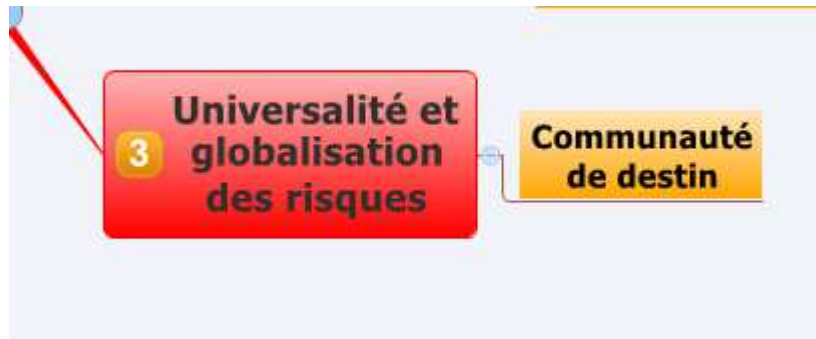 3
Universalité et
globalisation
des risques
Communauté
de destin